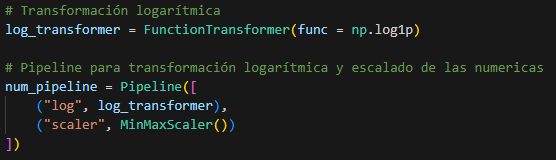 # Transformación logarítmica
log_transformer = FunctionTransformer(func = np.log1p)
# Pipeline para transformación logarítmica y escalado de las numericas
num_pipeline = Pipeline([
    ("log", log_transformer),
    ("scaler", MinMaxScaler())
])